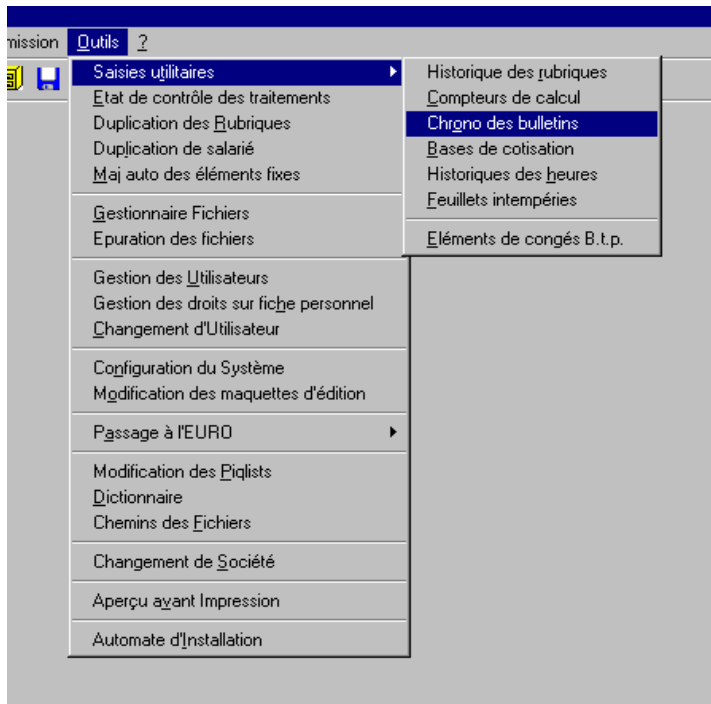 mission Outils ?
Saisies utilitaires
Etat de contrôle des traitements
Duplication des Rubriques
Duplication de salarié
Maj auto des éléments fixes
Gestionnaire Fichiers
Epuration des fichiers
Gestion des Utilisateurs
Gestion des droits sur fiche personnel
Changement d'Utilisateur
Configuration du Système
Modification des maquettes d'édition
Passage à l'EURO
Modification des Piqlists
Dictionnaire
Chemins des Fichiers
Changement de Société
Aperçu avant Impression
Automate d'Installation
Historique des rubriques
Compteurs de calcul
Chrono des bulletins
Bases de cotisation
Historiques des heures
Feuillets intempéries
Eléments de congés B.t.p.